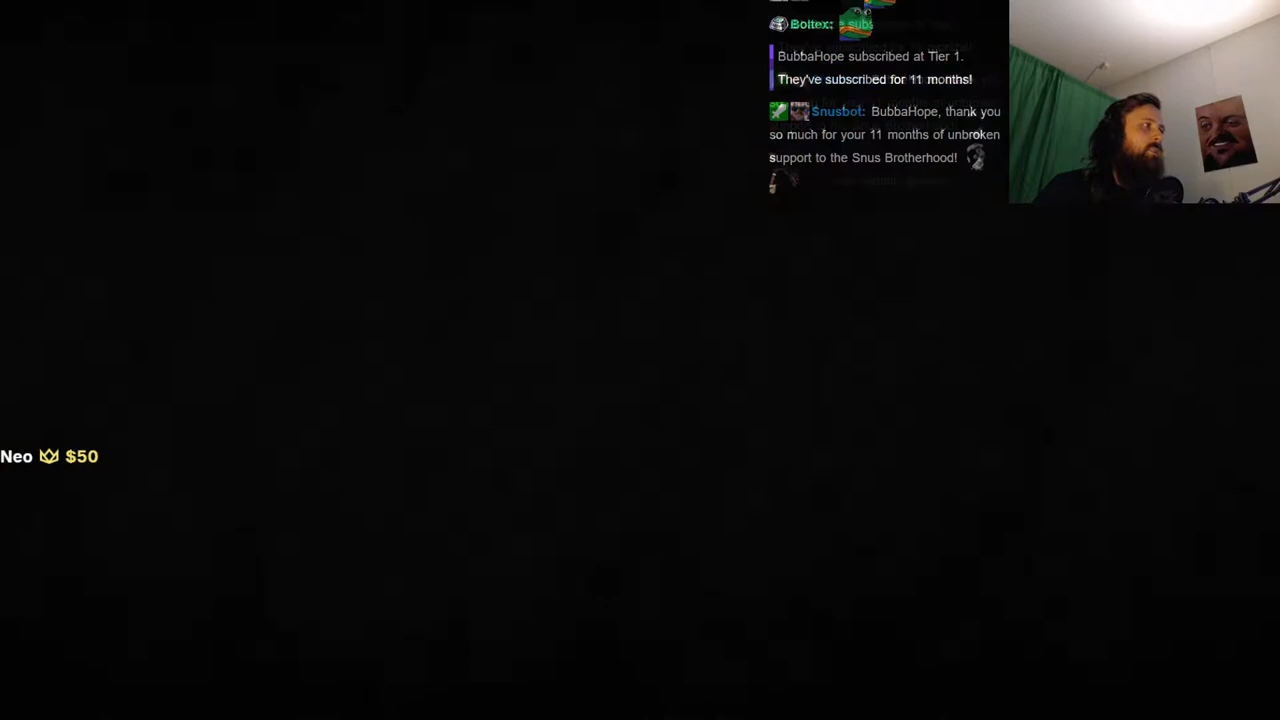 Boltex:
BubbaHope subscribed at Tier 1.
They've subscribed for 11 months!
Snusbot: BubbaHope, thank you
so much for your 11 months of unbroken
support to the Snus Brotherhood!
Neo $50